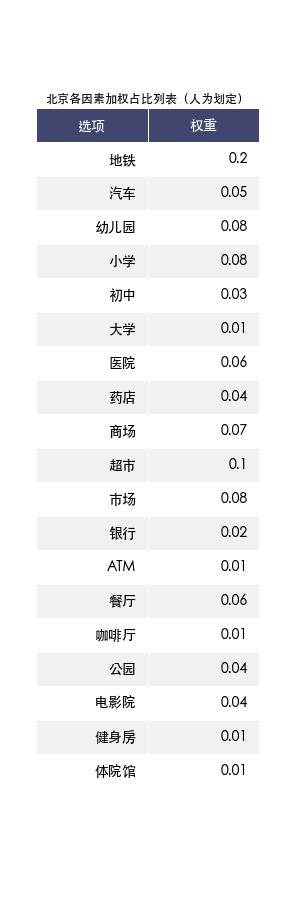 北京各因素加权占比列表（人为划定）
选项 权重
地铁 0.2
汽车 0.05
幼儿园 0.08
小学 0.08
初中 0.03
大学 0.01
医院 0.06
药店 0.04
商场 0.07
超市 0.1
市场 0.08
银行 0.02
ATM 0.01
餐厅 0.06
咖啡厅 0.01
公园 0.04
电影院 0.04
健身房 0.01
体院馆 0.01